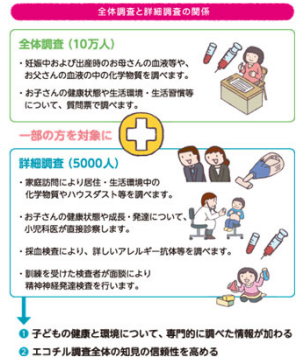 全体調査と詳細調査の関係
全体調査（10万人）
・妊娠中および出産時のお母さんの血液等や、
お父さんの血液の中の化学物質を調べます。
・お子さんの健康状態や生活環境・生活習慣等
について、質問票で調べます。
一部の方を対象に
詳細調査（5000人）
・家庭訪問により居住・生活環境中の
化学物質やハウスダスト等を調べます。
・お子さんの健康状態や成長・発達について、
小児科医が直接診察します。
・採血検査により、詳しいアレルギー抗体等を調べます。
・訓練を受けた検査者が面談により
精神神経発達検査を行います。
❶ 子どもの健康と環境について、専門的に調べた情報が加わる
❷ エコチル調査全体の知見の信頼性を高める